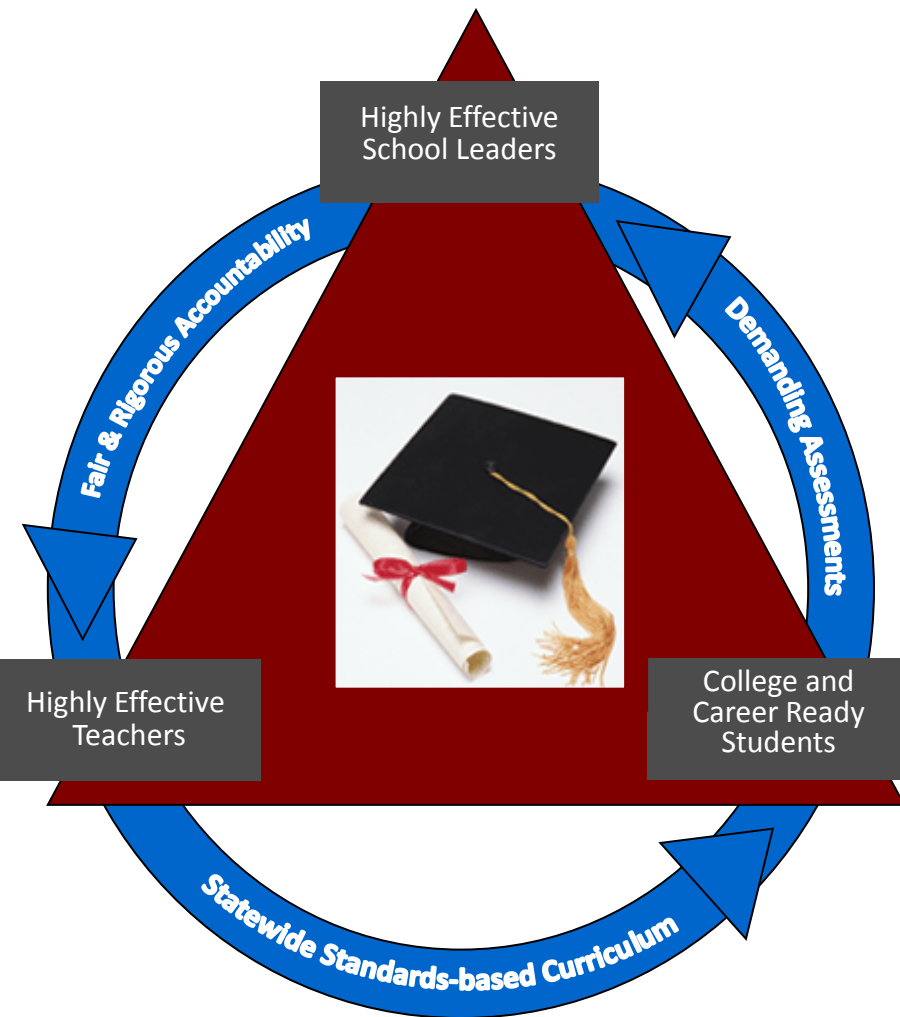 Highly Effective
School Leaders
Fair & Rigorous Accountability
Demanding Assessments
Highly Effective
Teachers
College and
Career Ready
Students
Statewide Standards-based Curriculum